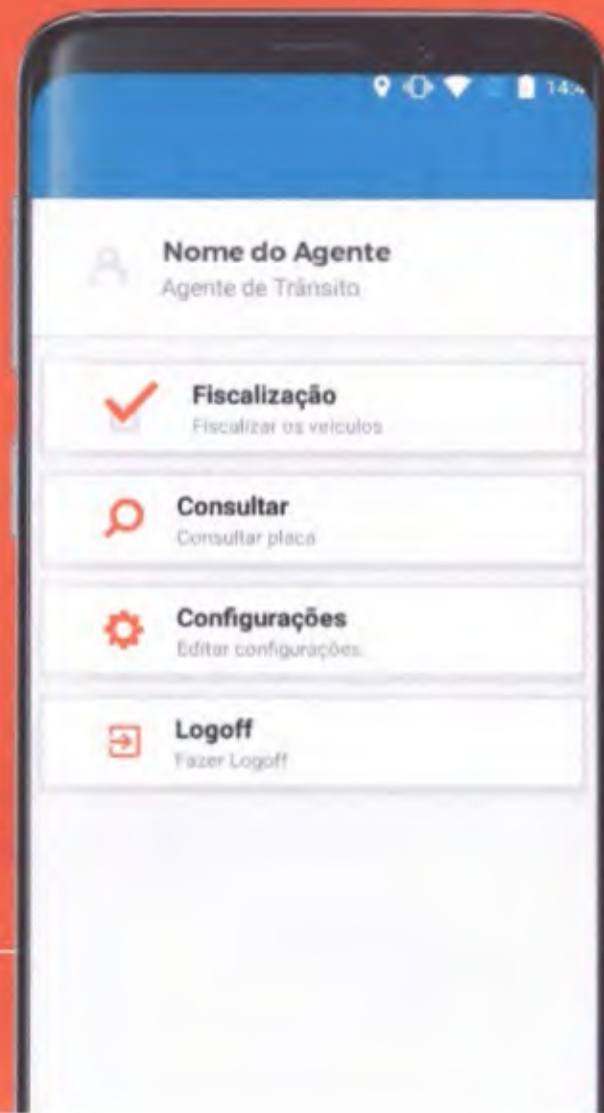 Nome do Agente
Agente de Trânsito
Fiscalização
Fiscalizar os veículos
Consultar
Consultar placa
Configurações
Editar configurações
Logoff
Fazer Logoff